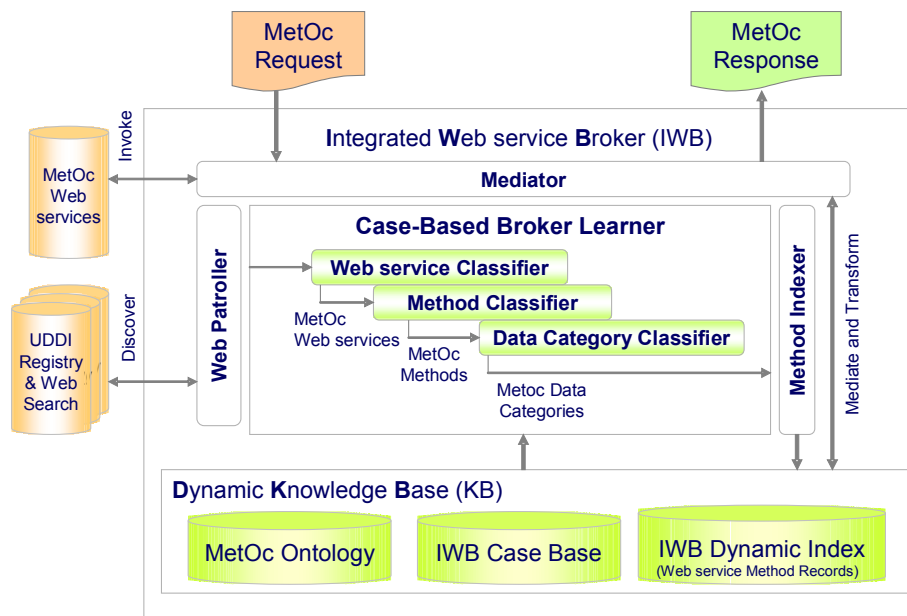 MetOc
Request
MetOc
Response
Integrated Web service Broker (IWB)
Invoke
MetOc
Web
services
Mediator
Case-Based Broker Learner
Web Patroller
Web service Classifier
Method Classifier
MetOc
Web services
Data Category Classifier
MetOc
Methods
Metoc Data
Categories
Method Indexer
Mediate and Transform
Discover
UDDI
Registry
& Web
Search
Dynamic Knowledge Base (KB)
MetOc Ontology
IWB Case Base
IWB Dynamic Index
(Web service Method Records)